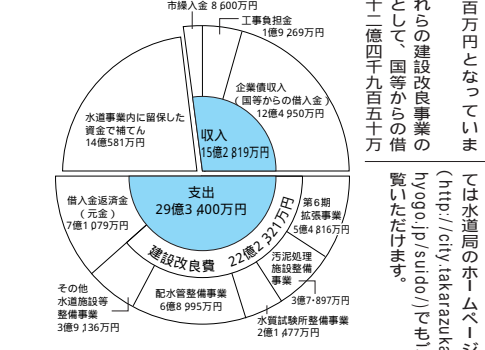 市繰入金 8,600万円
工事負担金
1億9,269万円
企業債収入
(国等からの借入金)
12億4,950万円
水道事業内に留保した
資金で補てん
14億581万円
収入
15億2,819万円
支出
29億3,400万円
借入金返済金
(元金)
7億1,079万円
建設改良費 22億2,321万円
第6期
拡張事業
5億4,816万円
汚泥処理
施設整備
事業
3億7,897万円
水質試験所整備事業
2億1,477万円
配水管整備事業
6億8,995万円
その他
水道施設等
整備事業
3億9,136万円
百万円となっていま
れらの建設改良事業の
として、国等からの借
十二億四千九百五十万
ては水道局のホームページ
(http://city.takarazuka
hyogo.jp/suido/)でも
覧いただけます。